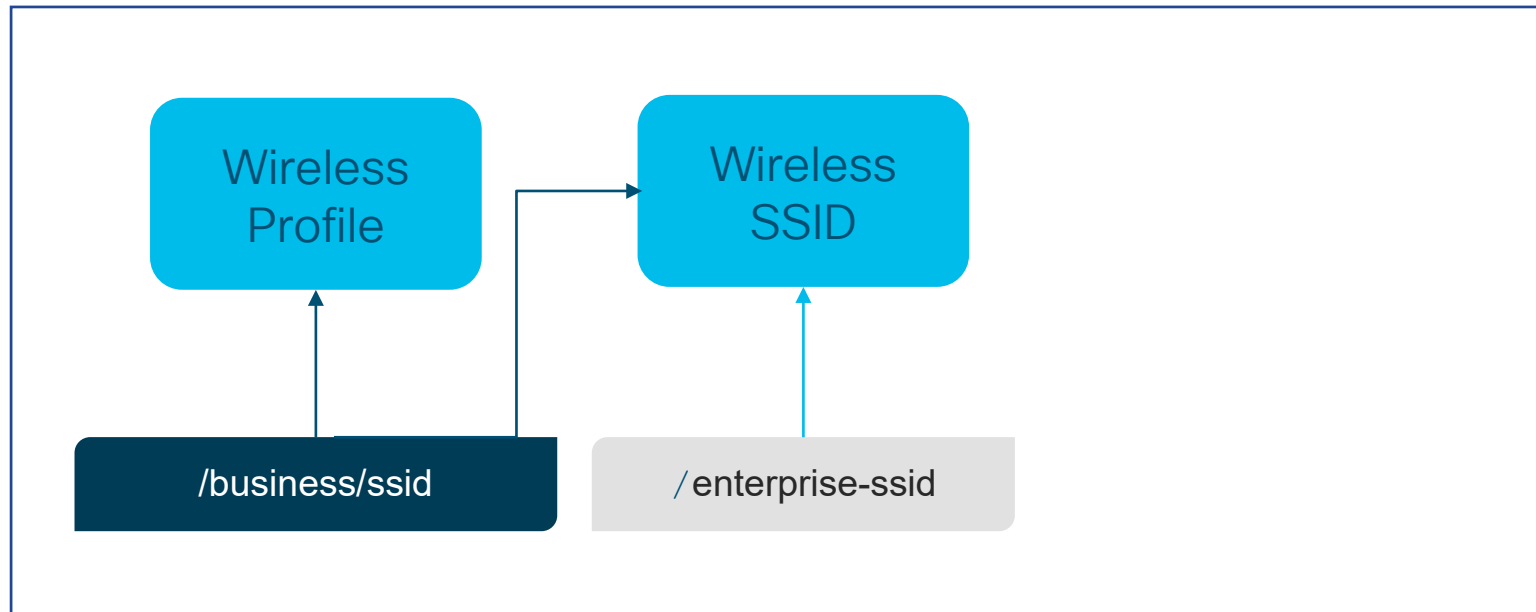 Wireless
Profile
Wireless
SSID
/business/ssid
/enterprise-ssid